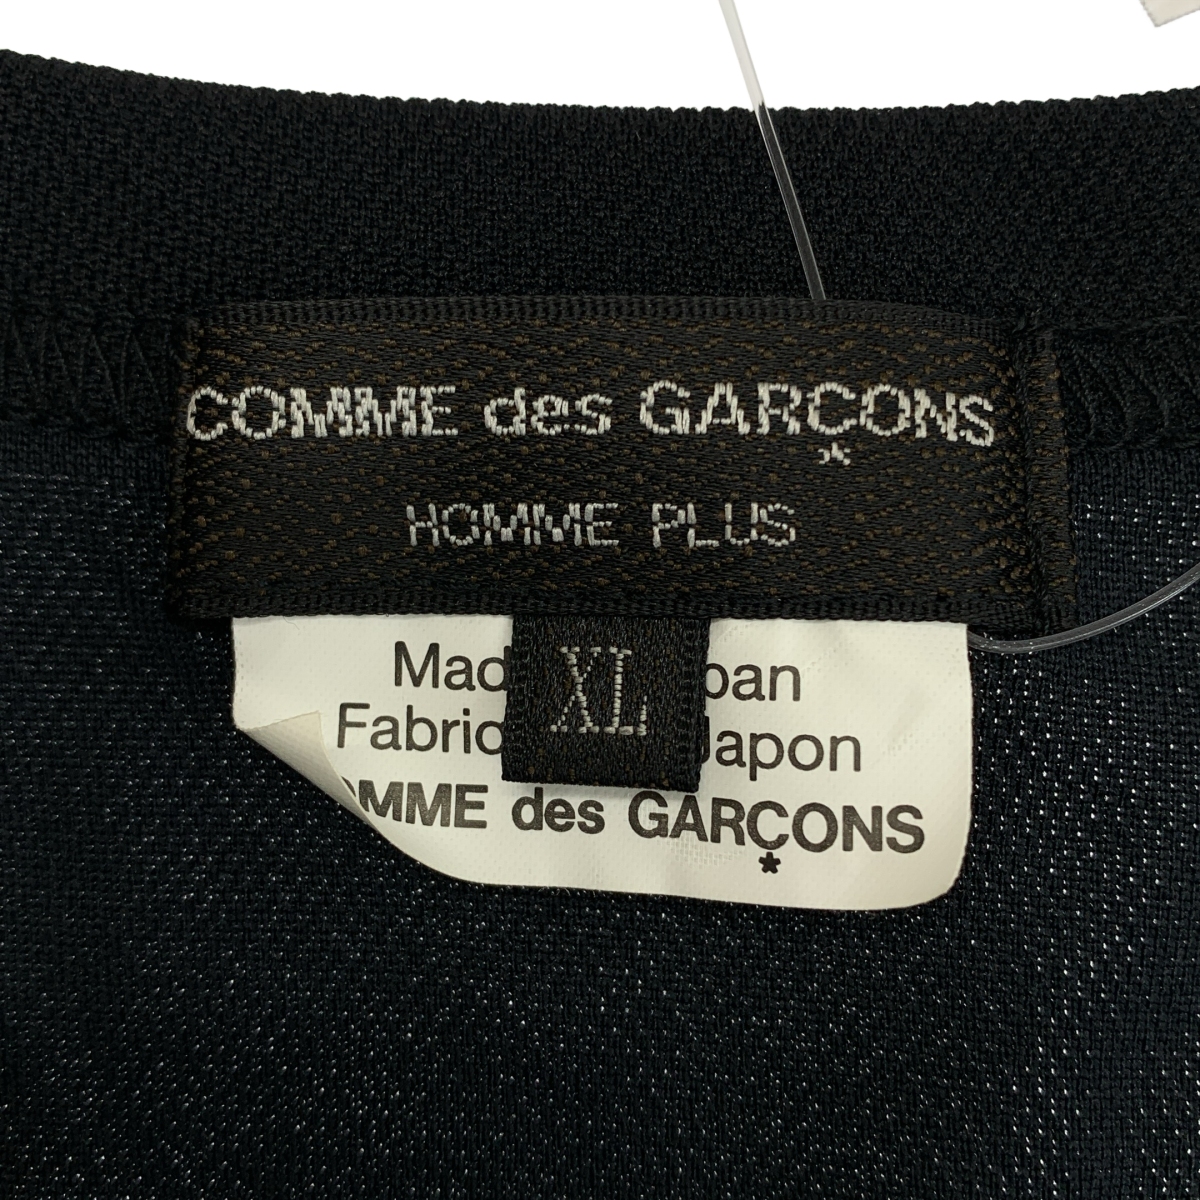 COMME des GARÇONS
HOMME PLUS
XL
Mad pan
Fabric Japon
OMME des GARÇONS